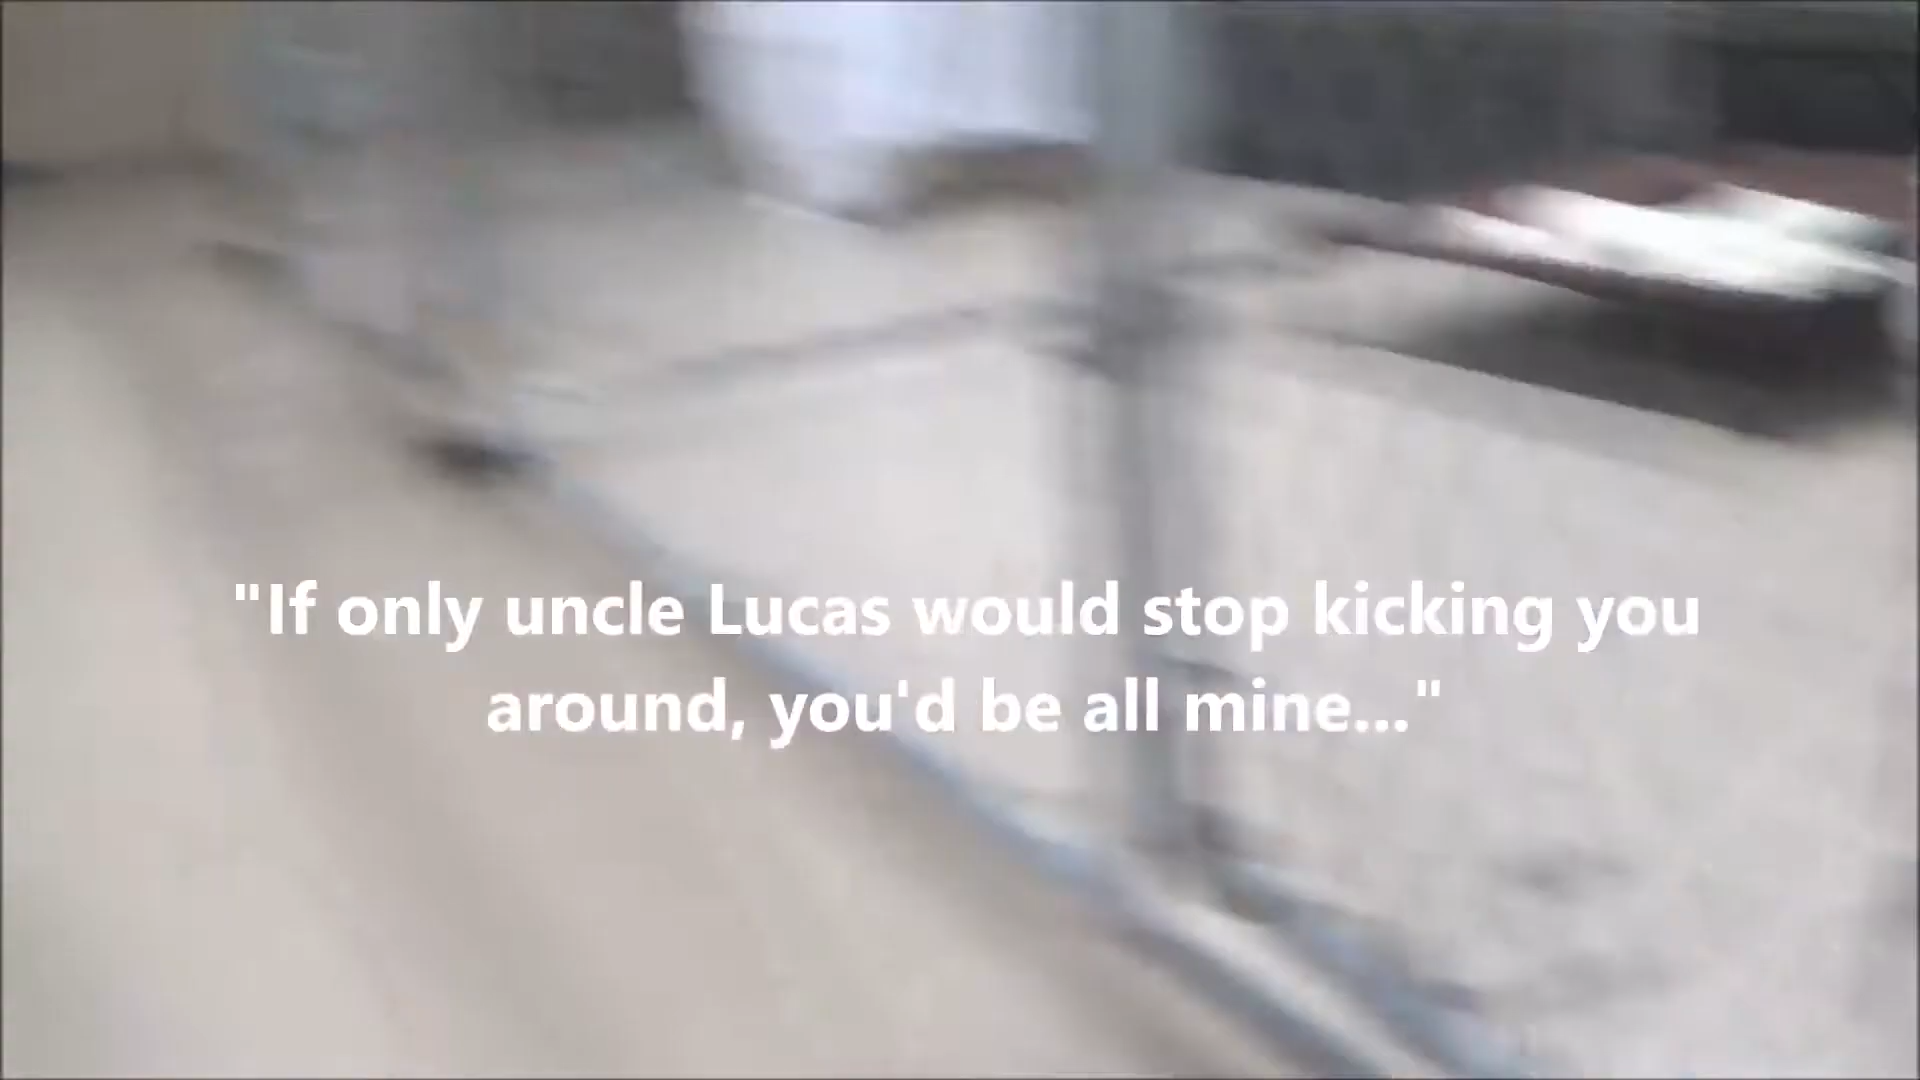 "If only uncle Lucas would stop kicking you
around, you'd be all mine..."